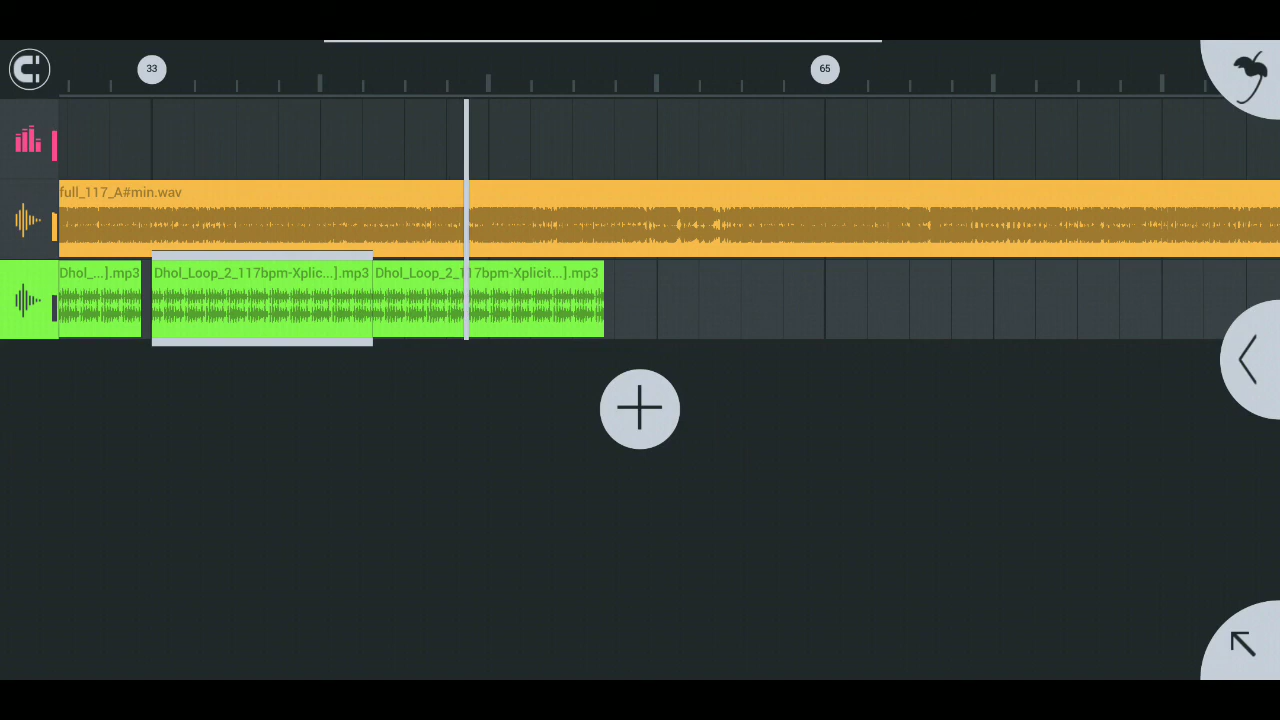 33
65
full_117_A#min.wav
Dhol_...].mp3
Dhol_Loop_2_117bpm-Xplic...].mp3
Dhol_Loop_2_117bpm-Xplicit...].mp3